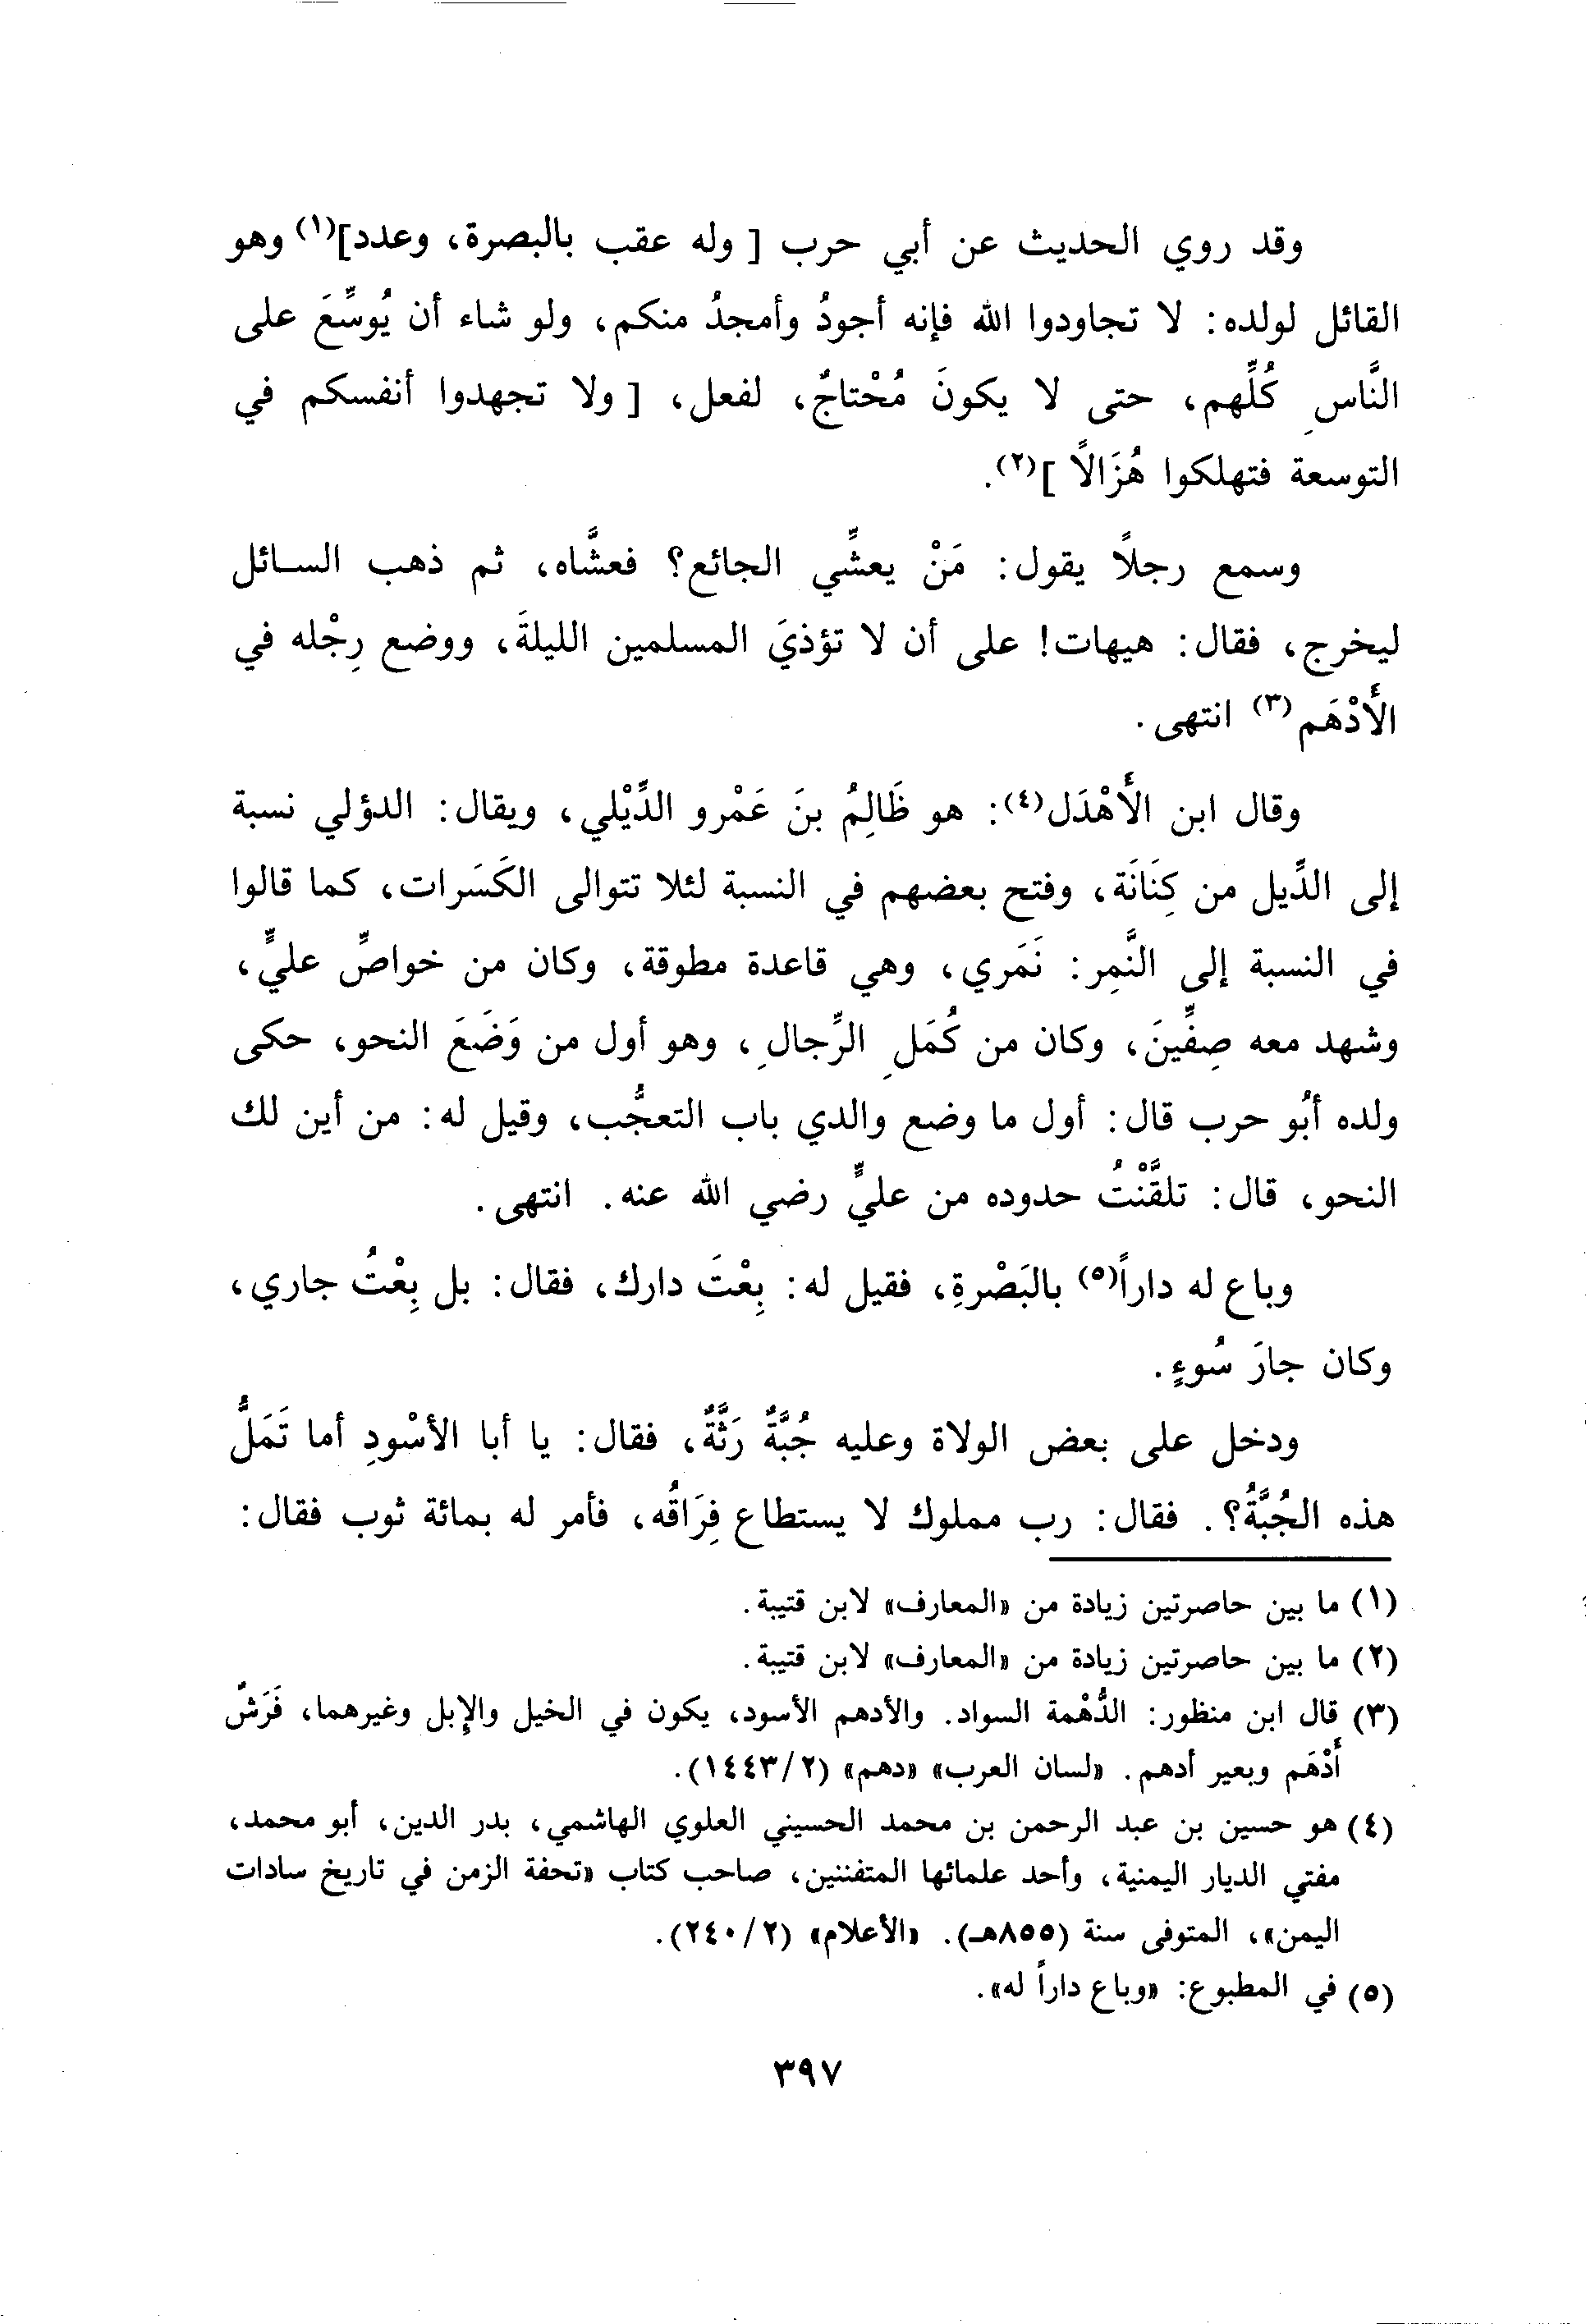 وقد روي الحديث عن أبي حرب [ وله عقب بالبصرة، وعدد](١) وهو
القائل لولده: لا تجاودوا الله فإنه أجودُ وأمجدُ منكم، ولو شاء أن يُوسِّعَ على
النَّاسِ كُلِّهم، حتى لا يكونَ مُحْتاجٌ، لفعل، [ ولا تجهدوا أنفسكم في
التوسعة فتهلكوا هُزَالًا ](٢).
وسمع رجلًا يقول: مَنْ يعشِّي الجائع؟ فعشَّاه، ثم ذهب السائل
ليخرج، فقال: هيهات! على أن لا تؤذيَ المسلمين الليلةَ، ووضع رِجْله في
الأَدْهَم(٣) انتهى.
وقال ابن الأَهْدَل(٤): هو ظَالِمُ بنَ عَمْرو الدِّيْلي، ويقال: الدؤلي نسبة
إلى الدِّيل من كِنَانَة، وفتح بعضهم في النسبة لئلا تتوالى الكَسَرات، كما قالوا
في النسبة إلى النَّمِر: نَمَري، وهي قاعدة مطوقة، وكان من خواصِّ عليٍّ،
وشهد معه صِفِّينَ، وكان من كُمَلِ الرِّجالِ، وهو أول من وَضَعَ النحو، حكى
ولده أبُو حرب قال: أول ما وضع والدي باب التعجُّب، وقيل له: من أين لك
النحو، قال: تلقَّنْتُ حدوده من عليٍّ رضي الله عنه. انتهى.
وباع له داراً(٥) بالبَصْرةِ، فقيل له: بِعْتَ دارك، فقال: بل بِعْتُ جاري،
وكان جارَ سُوءٍ.
ودخل على بعض الولاة وعليه جُبَّةٌ رَثَّةٌ، فقال: يا أبا الأسْودِ أما تَمَلُّ
هذه الجُبَّةُ؟. فقال: رب مملوك لا يستطاع فِرَاقُه، فأمر له بمائة ثوب فقال:
(١) ما بين حاصرتين زيادة من «المعارف» لابن قتيبة.
(٢) ما بين حاصرتين زيادة من «المعارف» لابن قتيبة.
(٣) قال ابن منظور: الدُّهْمة السواد. والأدهم الأسود، يكون في الخيل والإبل وغيرهما، فَرَسٌ
أَدْهَم وبعير أدهم. «لسان العرب» «دهم» (٢/١٤٤٣).
(٤) هو حسين بن عبد الرحمن بن محمد الحسيني العلوي الهاشمي، بدر الدين، أبو محمد،
مفتي الديار اليمنية، وأحد علمائها المتفننين، صاحب كتاب «تحفة الزمن في تاريخ سادات
اليمن»، المتوفى سنة (٨٥٥هـ). «الأعلام» (٢/٢٤٠).
(٥) في المطبوع: «وباع داراً له».
٣٩٧